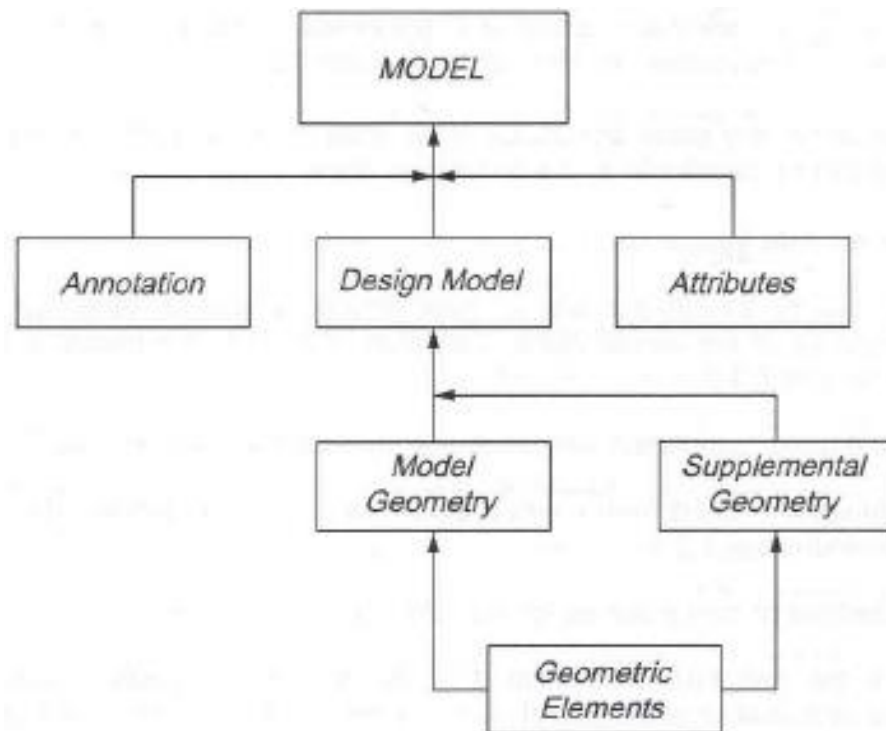 MODEL
Annotation
Design Model
Attributes
Model
Geometry
Supplemental
Geometry
Geometric
Elements